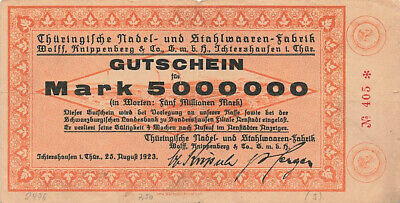 Thüringische Nadel- und Stahlwaaren-Fabrik
Wolff, Knippenberg & Co., G. m. b. H., Ichtershausen i. Thür.
GUTSCHEIN
für
Mark 5000000
(in Worten: Fünf Millionen Mark)
Dieser Gutschein wird bei Vorlegung an unserer Kasse sowie bei der
Schwarzburgischen Landesbank zu Sondershausen Filiale Arnstadt eingelöst.
Er verliert seine Gültigkeit 4 Wochen nach Aufruf im Arnstädter Anzeiger.
Thüringische Nadel- und Stahlwaaren-Fabrik
Wolff, Knippenberg & Co. G. m. b. H.
Ichtershausen i. Thür., 25. August 1923.
№ 405 *